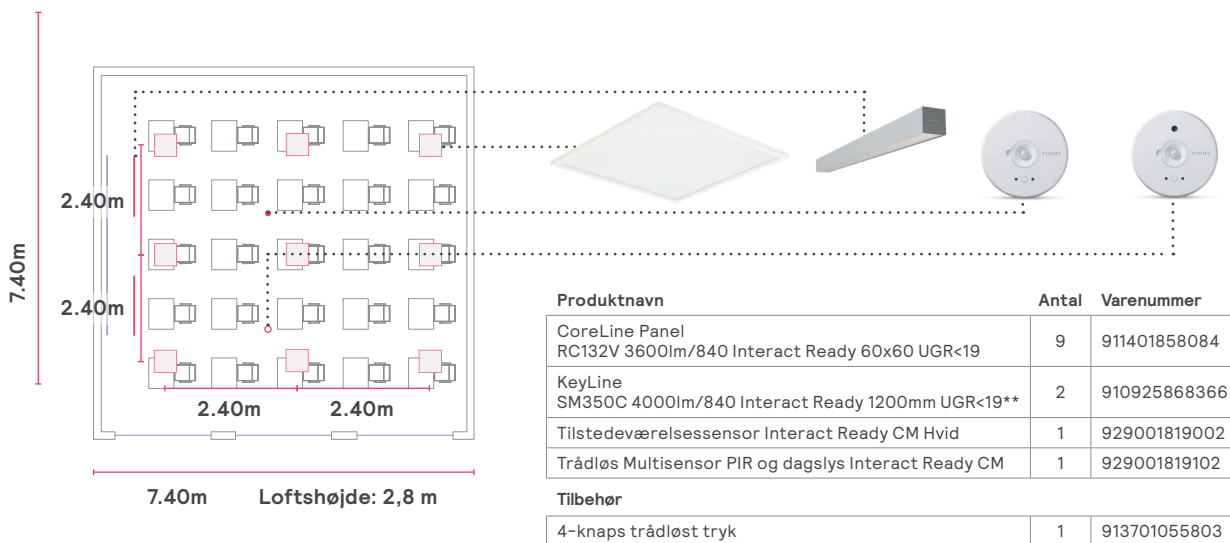 7.40m
2.40m
2.40m
2.40m
2.40m
7.40m
Loftshøjde: 2,8 m
PHILIPS
PHILIPS
Produktnavn Antal Varenummer
CoreLine Panel
RC132V 3600lm/840 Interact Ready 60x60 UGR<19 9 911401858084
KeyLine
SM350C 4000lm/840 Interact Ready 1200mm UGR<19** 2 910925868366
Tilstedeværelsessensor Interact Ready CM Hvid 1 929001819002
Trådløs Multisensor PIR og dagslys Interact Ready CM 1 929001819102
Tilbehør
4-knaps trådløst tryk 1 913701055803